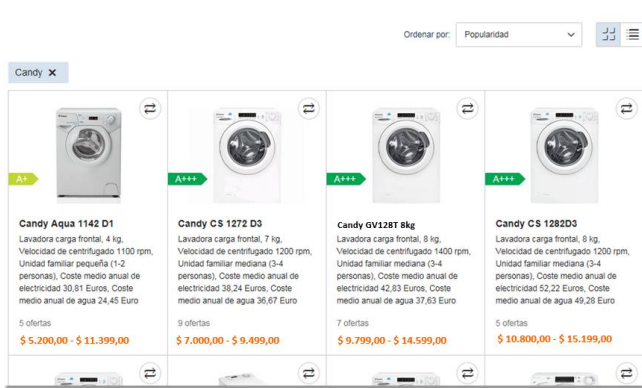 Ordenar por: Popularidad
Candy ×
A+
Candy Aqua 1142 D1
Lavadora carga frontal, 4 kg,
Velocidad de centrifugado 1100 rpm,
Unidad familiar pequeña (1-2
personas), Coste medio anual de
electricidad 30,81 Euros, Coste
medio anual de agua 24,45 Euro
5 ofertas
$ 5.200,00 - $ 11.399,00
A+++
Candy CS 1272 D3
Lavadora carga frontal, 7 kg,
Velocidad de centrifugado 1200 rpm,
Unidad familiar mediana (3-4
personas), Coste medio anual de
electricidad 38,24 Euros, Coste
medio anual de agua 36,67 Euro
9 ofertas
$ 7.000,00 - $ 9.499,00
A+++
Candy GV128T 8kg
Lavadora carga frontal, 8 kg,
Velocidad de centrifugado 1400 rpm,
Unidad familiar mediana (3-4
personas), Coste medio anual de
electricidad 42,83 Euros, Coste
medio anual de agua 37,63 Euro
7 ofertas
$ 9.799,00 - $ 14.599,00
A+++
Candy CS 1282D3
Lavadora carga frontal, 8 kg,
Velocidad de centrifugado 1200 rpm,
Unidad familiar mediana (3-4
personas), Coste medio anual de
electricidad 52,22 Euros, Coste
medio anual de agua 49,28 Euro
5 ofertas
$ 10.800,00 - $ 15.199,00